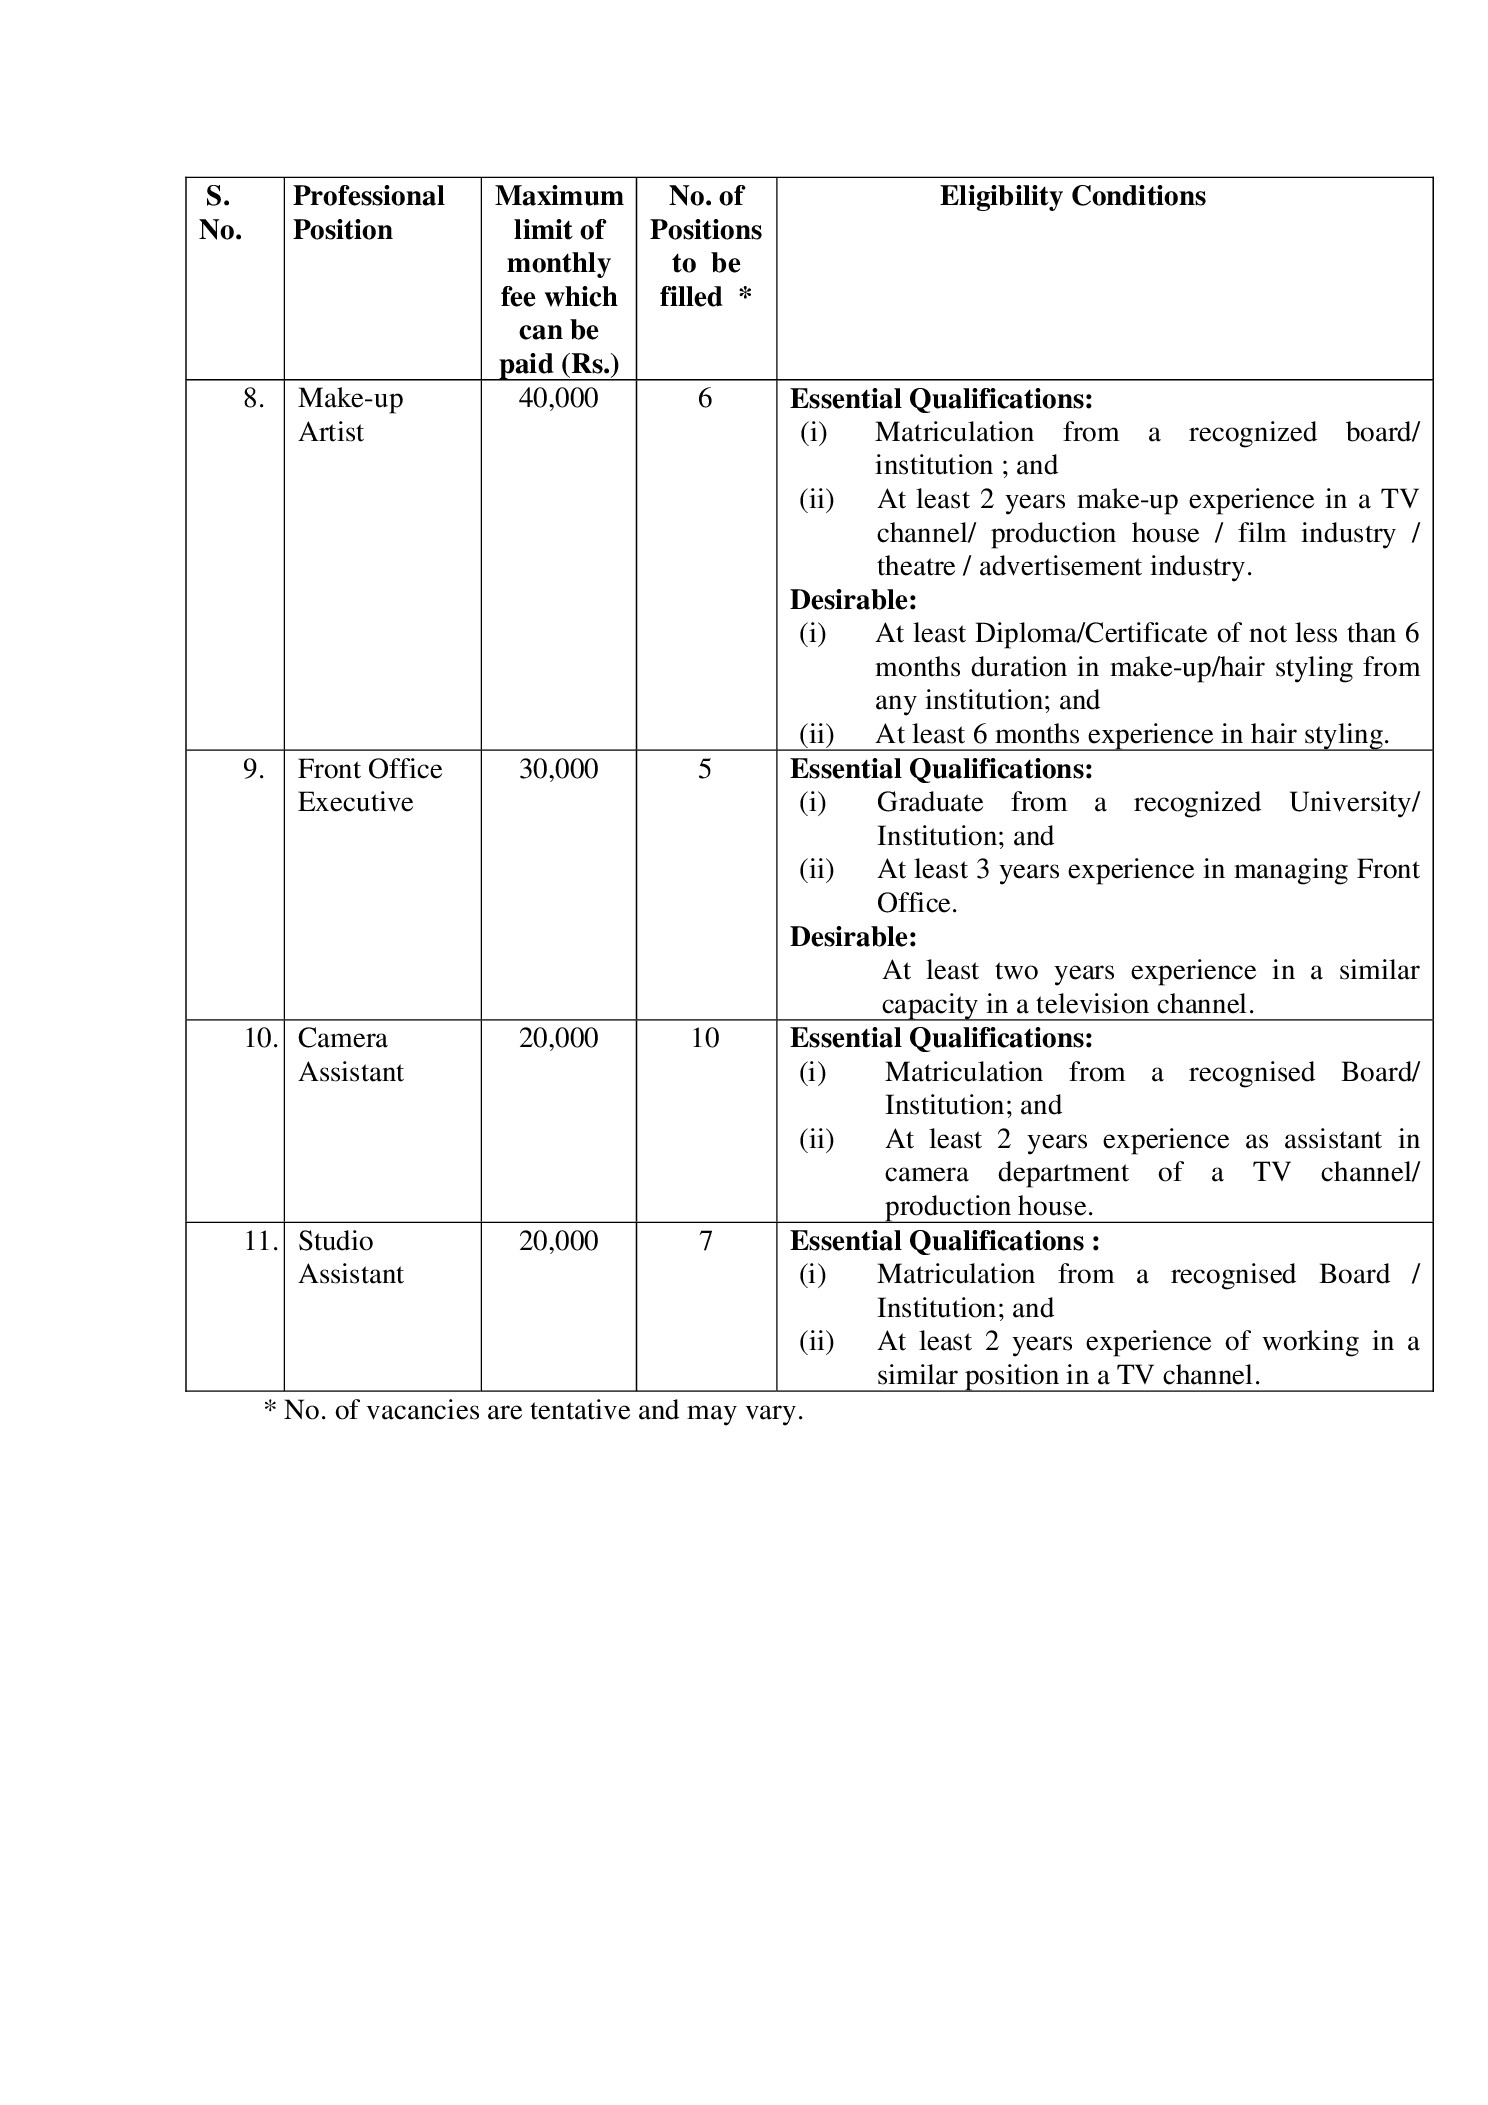 S. No.
Professional Position
Maximum limit of monthly fee which can be paid (Rs.)
No. of Positions to be filled *
Eligibility Conditions
8.
Make-up
Artist
40,000
6
Essential Qualifications:
(i) Matriculation from a recognized board/
institution ; and
(ii) At least 2 years make-up experience in a TV
channel/ production house / film industry /
theatre / advertisement industry.
Desirable:
(i) At least Diploma/Certificate of not less than 6
months duration in make-up/hair styling from
any institution; and
(ii) At least 6 months experience in hair styling.
9.
Front Office
Executive
30,000
5
Essential Qualifications:
(i) Graduate from a recognized University/
Institution; and
(ii) At least 3 years experience in managing Front
Office.
Desirable:
At least two years experience in a similar
capacity in a television channel.
10.
Camera
Assistant
20,000
10
Essential Qualifications:
(i) Matriculation from a recognised Board/
Institution; and
(ii) At least 2 years experience as assistant in
camera department of a TV channel/
production house.
11.
Studio
Assistant
20,000
7
Essential Qualifications :
(i) Matriculation from a recognised Board /
Institution; and
(ii) At least 2 years experience of working in a
similar position in a TV channel.
* No. of vacancies are tentative and may vary.